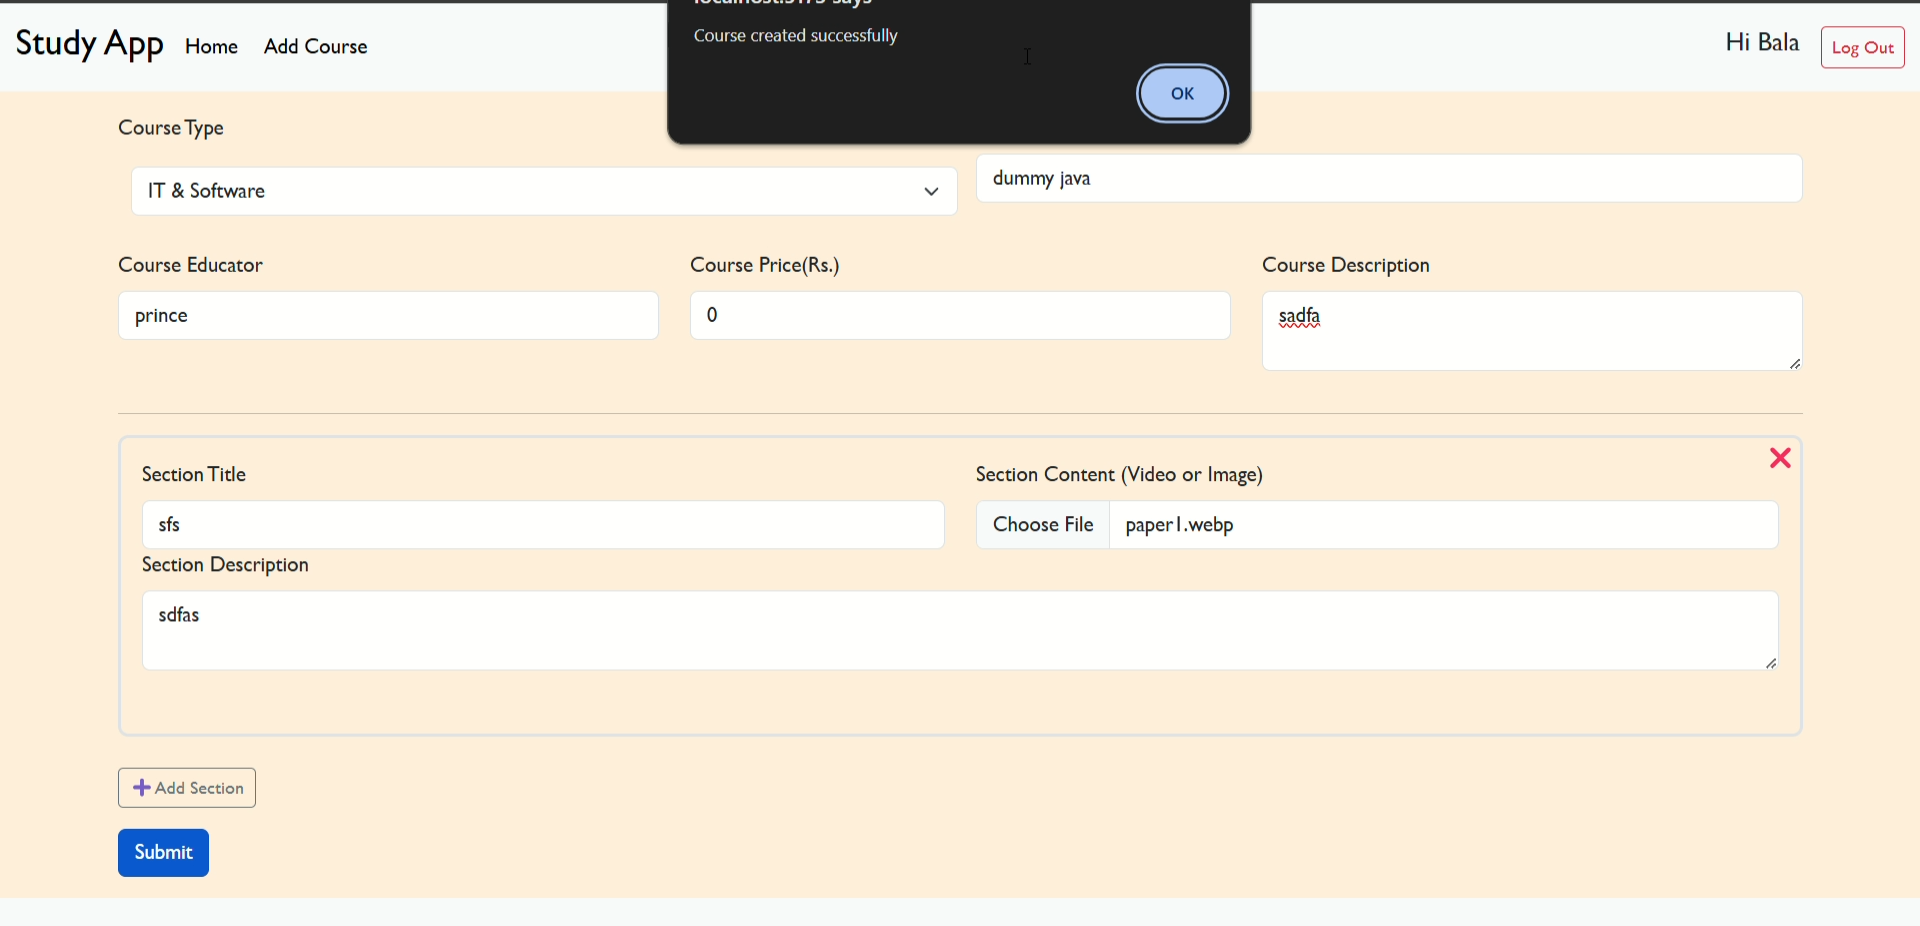 Study App Home Add Course
Course created successfully
OK
Hi Bala Log Out
Course Type
IT & Software
dummy java
Course Educator Course Price(Rs.) Course Description
prince 0 sadfa
Section Title Section Content (Video or Image)
sfs Choose File paper1.webp
Section Description
sdfas
Add Section
Submit